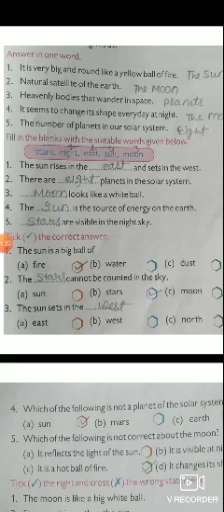 Answer in one word.
1. It is very big and round like a yellow ball of fire. The Sun
2. Natural satellite of the earth. The Moon
3. Heavenly bodies that wander in space. Planets
4. It seems to change its shape everyday at night. The m
5. The number of planets in our solar system. Eight
Fill in the blanks with the suitable words given below.
stars, eight, east, sun, moon
1. The sun rises in the east and sets in the west.
2. There are eight planets in the solar system.
3. Moon looks like a white ball.
4. The Sun is the source of energy on the earth.
5. Stars are visible in the night sky.
k (✓) the correct answer:
The sun is a big ball of
(a) fire (b) water (c) dust
2. The Stars cannot be counted in the sky.
(a) sun (b) stars (c) moon
3. The sun sets in the West
(a) east (b) west (c) north
4. Which of the following is not a planet of the solar system
(a) sun (b) mars (c) earth
5. Which of the following is not correct about the moon?
(a) It reflects the light of the sun. (b) It is visible at ni
(c) It is a hot ball of fire. (d) It changes its sh
Tick (✓) the right and cross (✗) the wrong sta
1. The moon is like a big white ball.
V RECORDER